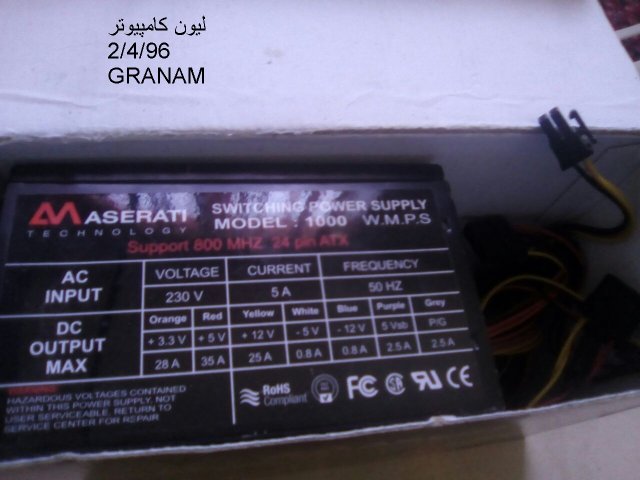 ليون كامپيوتر
2/4/96
GRANAM
MASERATI
TECHNOLOGY
SWITCHING POWER SUPPLY
MODEL - 1000 W.M.P.S
Support 800 MHZ 24 pin ATX
AC INPUT
VOLTAGE CURRENT FREQUENCY
230 V 5 A 50 HZ
DC OUTPUT MAX
Orange Red Yellow White Blue Purple Grey
+ 3.3 V + 5 V + 12 V - 5 V - 12 V 5 Vsb P/G
28 A 35 A 25 A 0.8 A 0.8 A 2.5 A 2.5 A
WARNING
HAZARDOUS VOLTAGES CONTAINED
WITHIN THIS POWER SUPPLY, NOT
USER SERVICEABLE. RETURN TO
SERVICE CENTER FOR REPAIR
RoHS
Compliant
FC CE